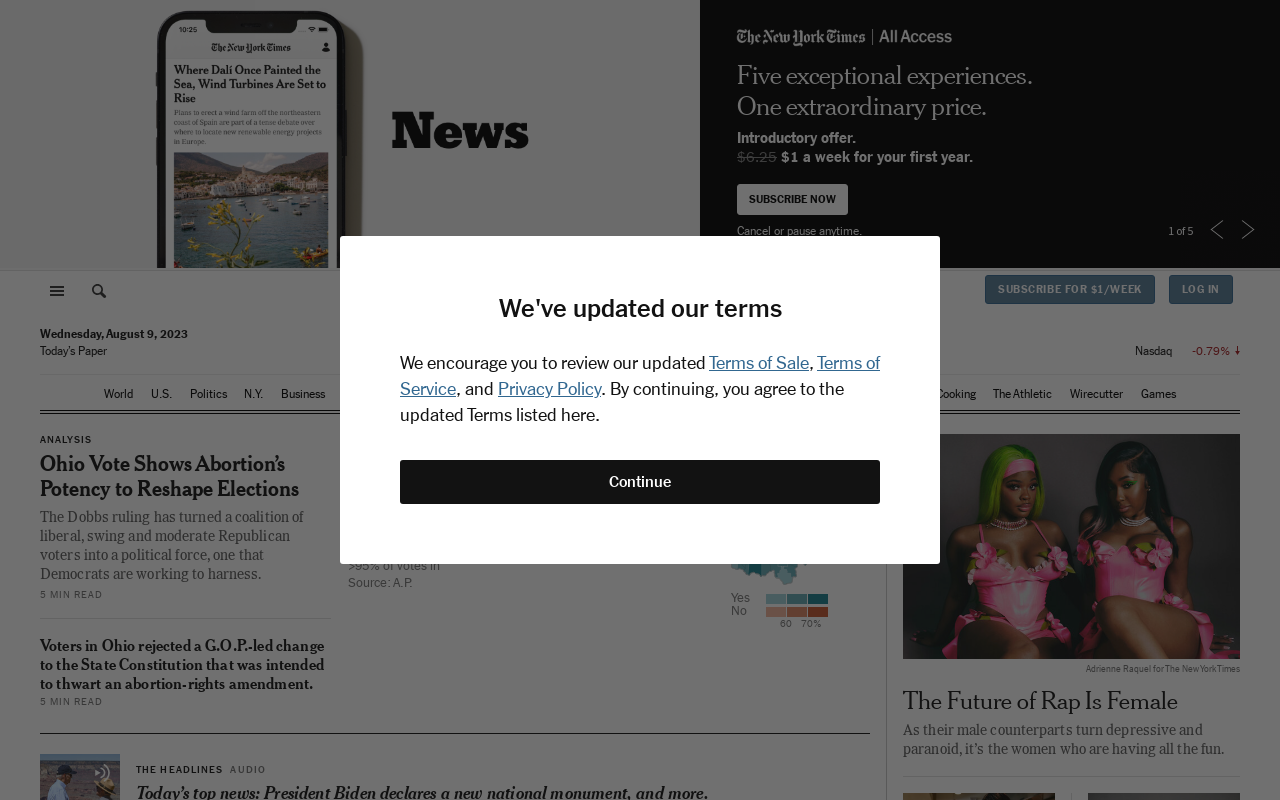 10:25
The New York Times
Where Dalí Once Painted the
Sea, Wind Turbines Are Set to
Rise
Plans to erect a wind farm off the northeastern
coast of Spain are part of a tense debate over
where to locate new renewable energy projects
in Europe.
News
The New York Times | All Access
Five exceptional experiences.
One extraordinary price.
Introductory offer.
$6.25 $1 a week for your first year.
SUBSCRIBE NOW
Cancel or pause anytime.
1 of 5
SUBSCRIBE FOR $1/WEEK
LOG IN
Wednesday, August 9, 2023
Today's Paper
Nasdaq -0.79%
World U.S. Politics N.Y. Business Cooking The Athletic Wirecutter Games
We've updated our terms
We encourage you to review our updated Terms of Sale, Terms of
Service, and Privacy Policy. By continuing, you agree to the
updated Terms listed here.
Continue
ANALYSIS
Ohio Vote Shows Abortion's
Potency to Reshape Elections
The Dobbs ruling has turned a coalition of
liberal, swing and moderate Republican
voters into a political force, one that
Democrats are working to harness.
5 MIN READ
Voters in Ohio rejected a G.O.P.-led change
to the State Constitution that was intended
to thwart an abortion-rights amendment.
5 MIN READ
>95% of votes in
Source: A.P.
Yes
No
60 70%
Adrienne Raquel for The New York Times
The Future of Rap Is Female
As their male counterparts turn depressive and
paranoid, it's the women who are having all the fun.
THE HEADLINES AUDIO
Today's top news: President Biden declares a new national monument, and more.